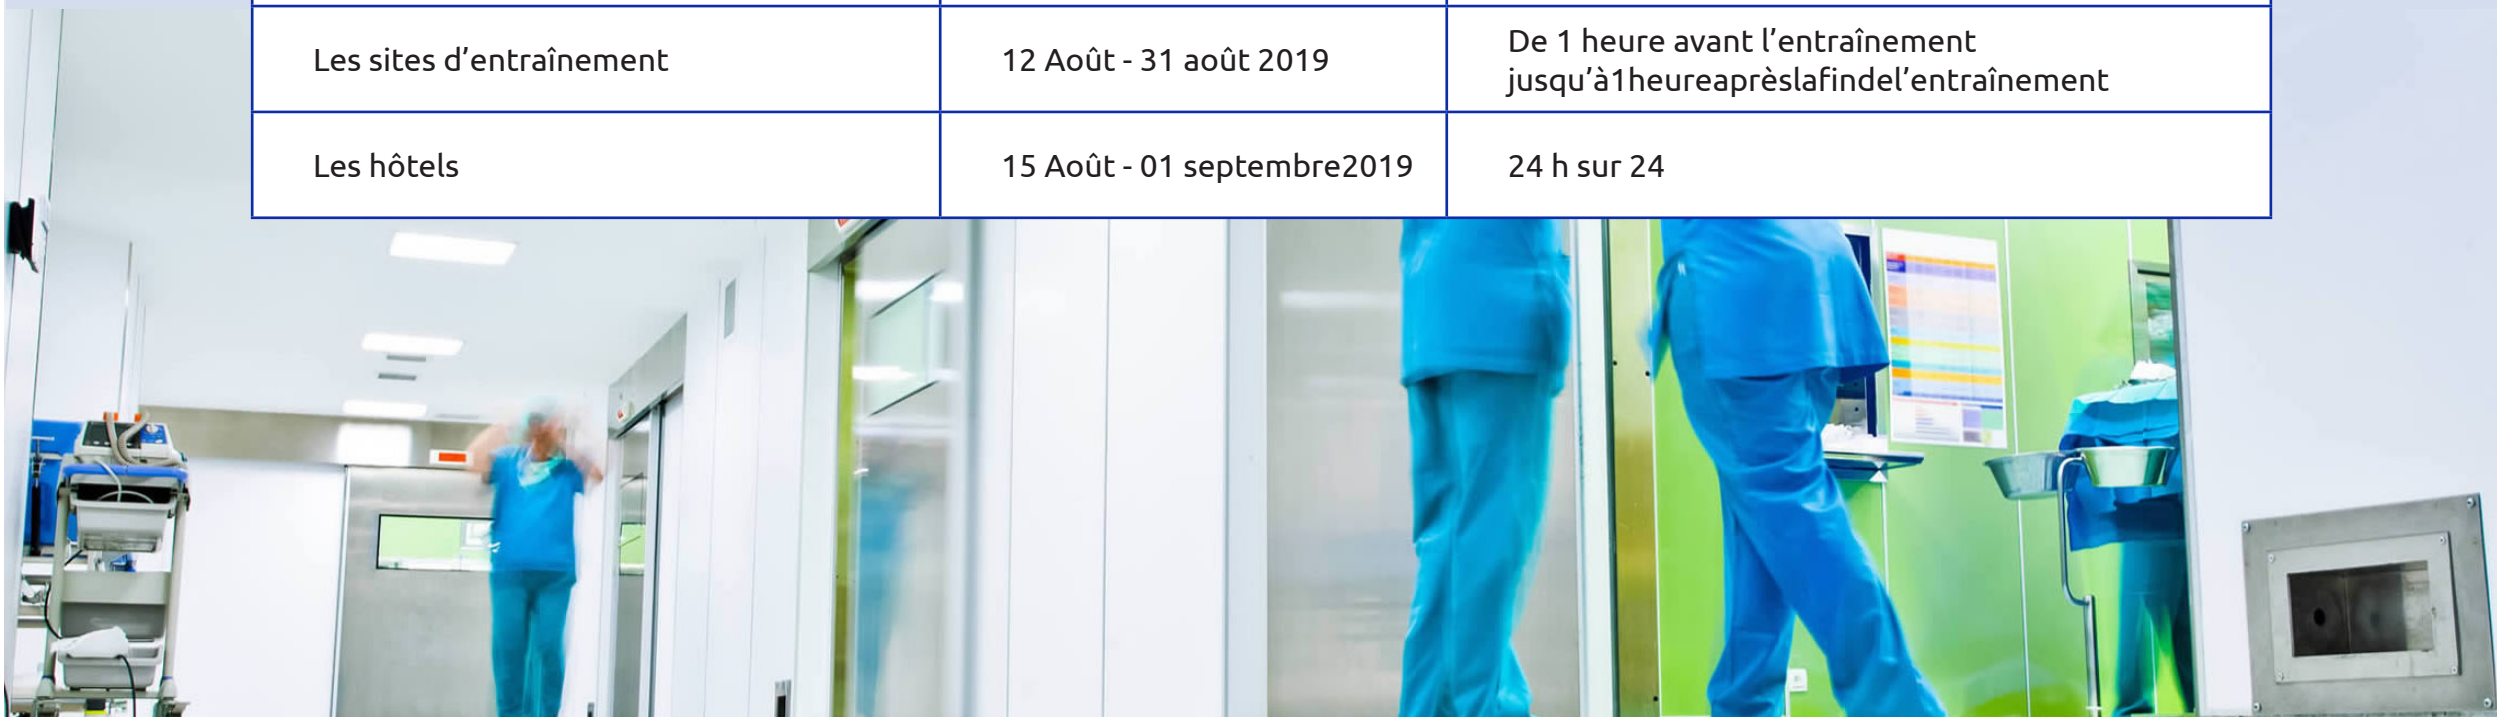 Les sites d’entraînement
12 Août - 31 août 2019
De 1 heure avant l’entraînement
jusqu’à1heureaprèslafindel’entraînement
Les hôtels
15 Août - 01 septembre2019
24 h sur 24